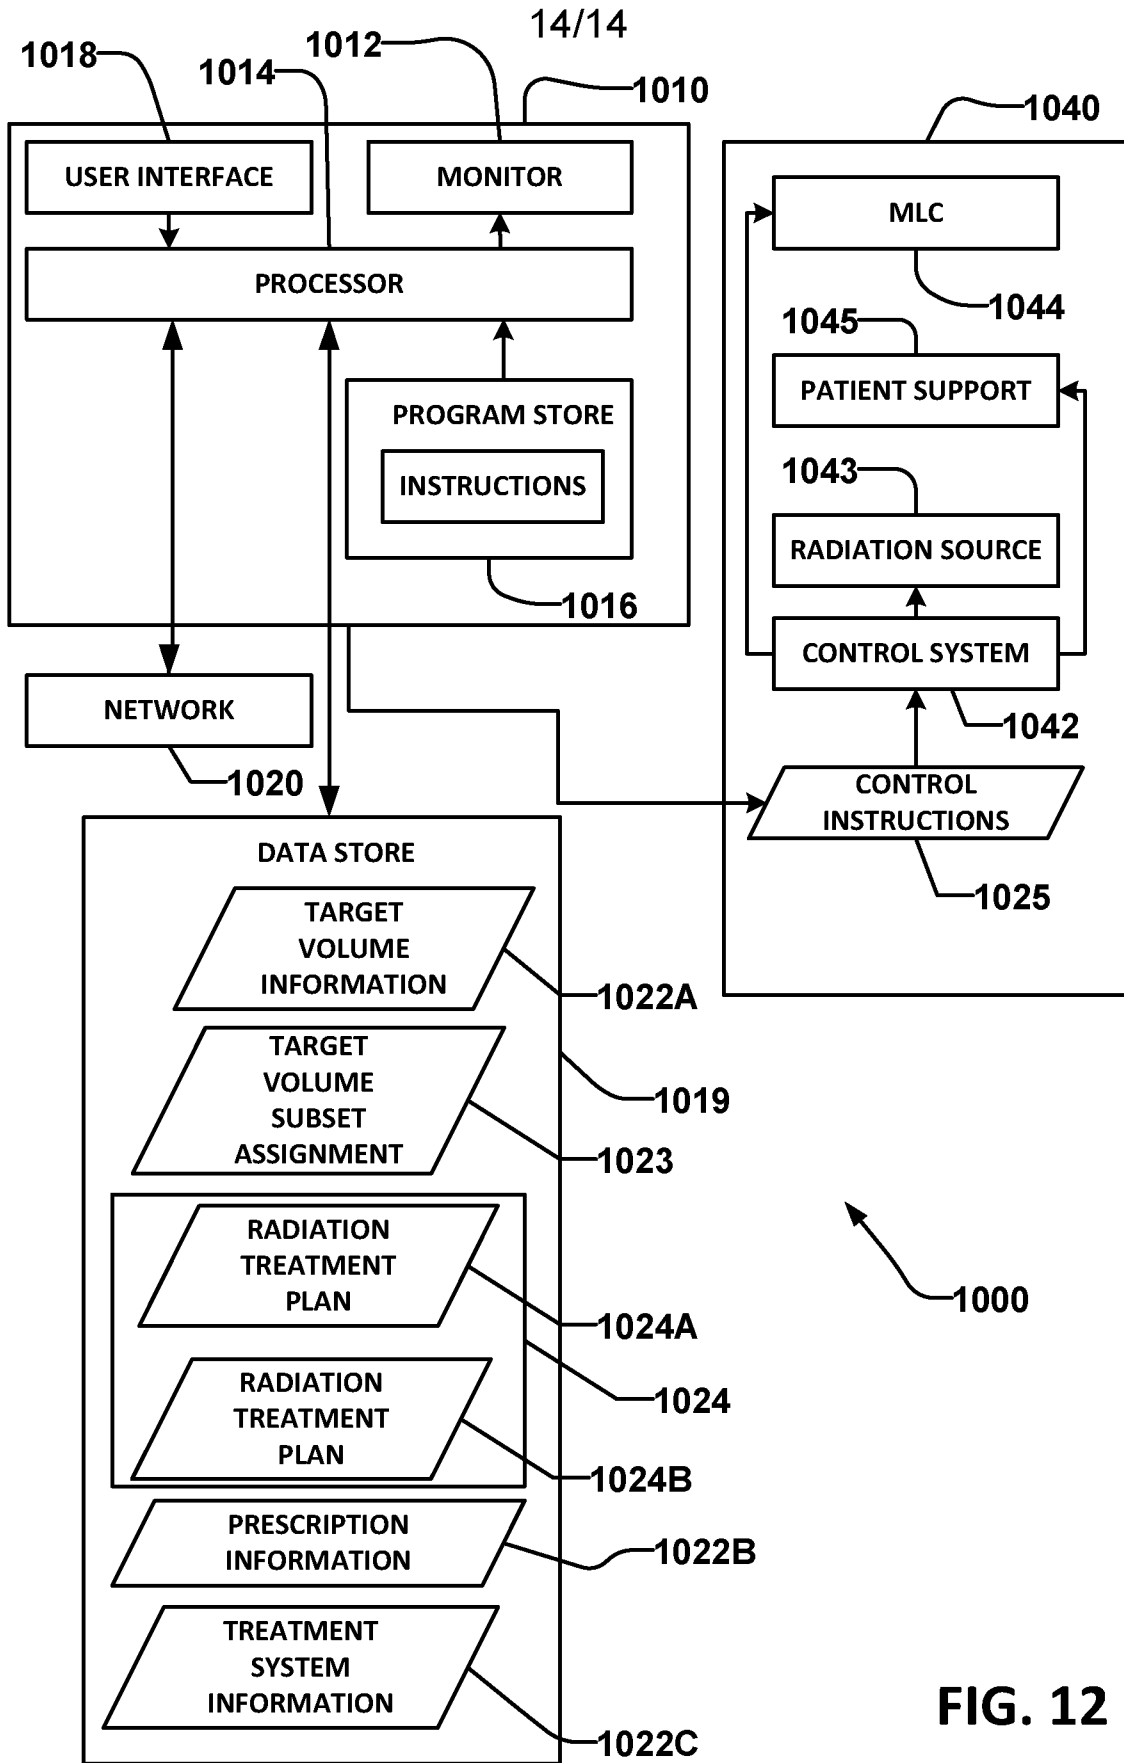 14/14
1018
1014
1012
1010
1040
USER INTERFACE
MONITOR
PROCESSOR
PROGRAM STORE
INSTRUCTIONS
1016
NETWORK
1020
MLC
1044
1045
PATIENT SUPPORT
1043
RADIATION SOURCE
CONTROL SYSTEM
1042
CONTROL
INSTRUCTIONS
1025
DATA STORE
TARGET
VOLUME
INFORMATION
1022A
1019
TARGET
VOLUME
SUBSET
ASSIGNMENT
1023
RADIATION
TREATMENT
PLAN
1024A
1024
RADIATION
TREATMENT
PLAN
1024B
PRESCRIPTION
INFORMATION
1022B
TREATMENT
SYSTEM
INFORMATION
1022C
1000
FIG. 12